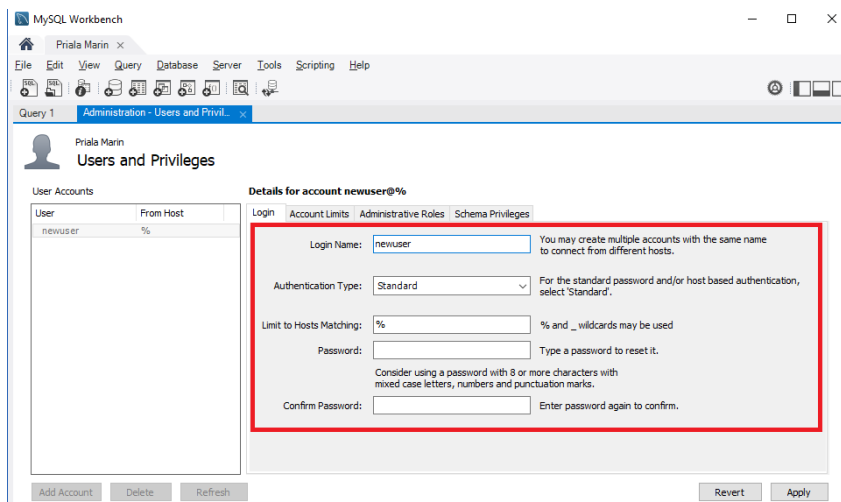 MySQL Workbench
Priala Marin
File Edit View Query Database Server Tools Scripting Help
SQL SQL
Query 1 Administration - Users and Privil...
Priala Marin
Users and Privileges
User Accounts
User From Host
newuser %
Details for account newuser@%
Login Account Limits Administrative Roles Schema Privileges
Login Name: newuser You may create multiple accounts with the same name
to connect from different hosts.
Authentication Type: Standard For the standard password and/or host based authentication,
select 'Standard'.
Limit to Hosts Matching: % % and _ wildcards may be used
Password: Type a password to reset it.
Consider using a password with 8 or more characters with
mixed case letters, numbers and punctuation marks.
Confirm Password: Enter password again to confirm.
Add Account Delete Refresh Revert Apply